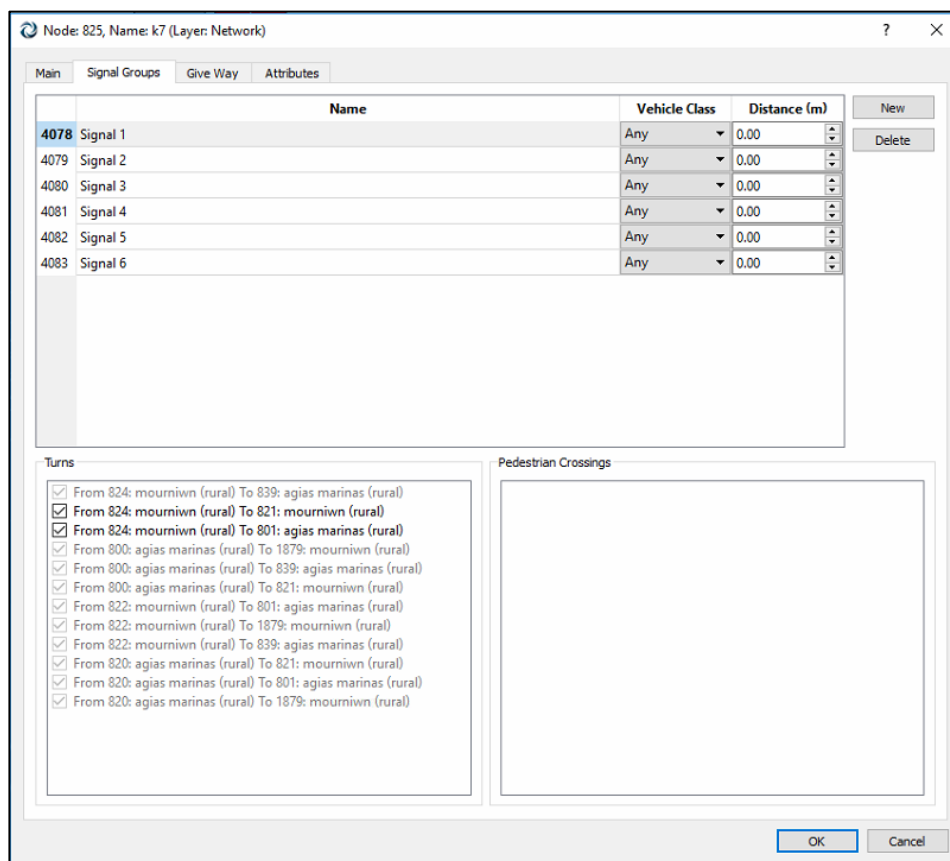 Node: 825, Name: k7 (Layer: Network) ?
Main Signal Groups Give Way Attributes
Name Vehicle Class Distance (m) New
4078 Signal 1 Any 0.00
Delete
4079 Signal 2 Any 0.00
4080 Signal 3 Any 0.00
4081 Signal 4 Any 0.00
4082 Signal 5 Any 0.00
4083 Signal 6 Any 0.00
Turns Pedestrian Crossings
From 824: mourniwn (rural) To 839: agias marinas (rural)
From 824: mourniwn (rural) To 821: mourniwn (rural)
From 824: mourniwn (rural) To 801: agias marinas (rural)
From 800: agias marinas (rural) To 1879: mourniwn (rural)
From 800: agias marinas (rural) To 839: agias marinas (rural)
From 800: agias marinas (rural) To 821: mourniwn (rural)
From 822: mourniwn (rural) To 801: agias marinas (rural)
From 822: mourniwn (rural) To 1879: mourniwn (rural)
From 822: mourniwn (rural) To 839: agias marinas (rural)
From 820: agias marinas (rural) To 821: mourniwn (rural)
From 820: agias marinas (rural) To 801: agias marinas (rural)
From 820: agias marinas (rural) To 1879: mourniwn (rural)
OK Cancel